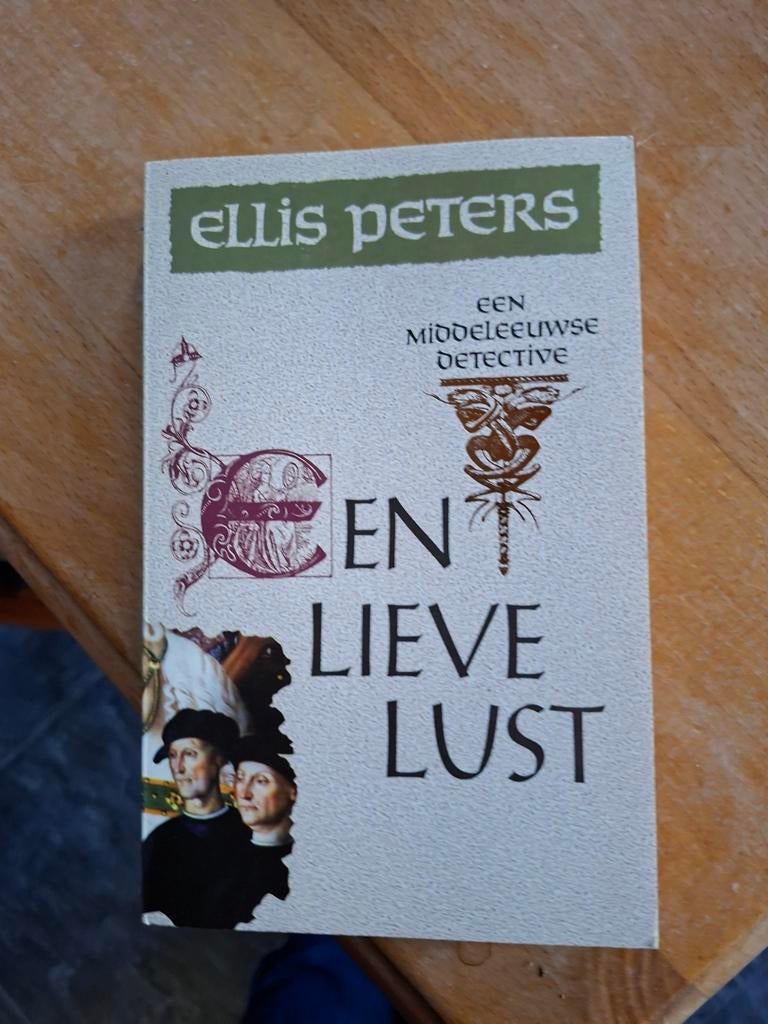 ELLIS PETERS
EEN
MIDDELEEUWSE
DETECTIVE
EEN
LIEVE
LUST